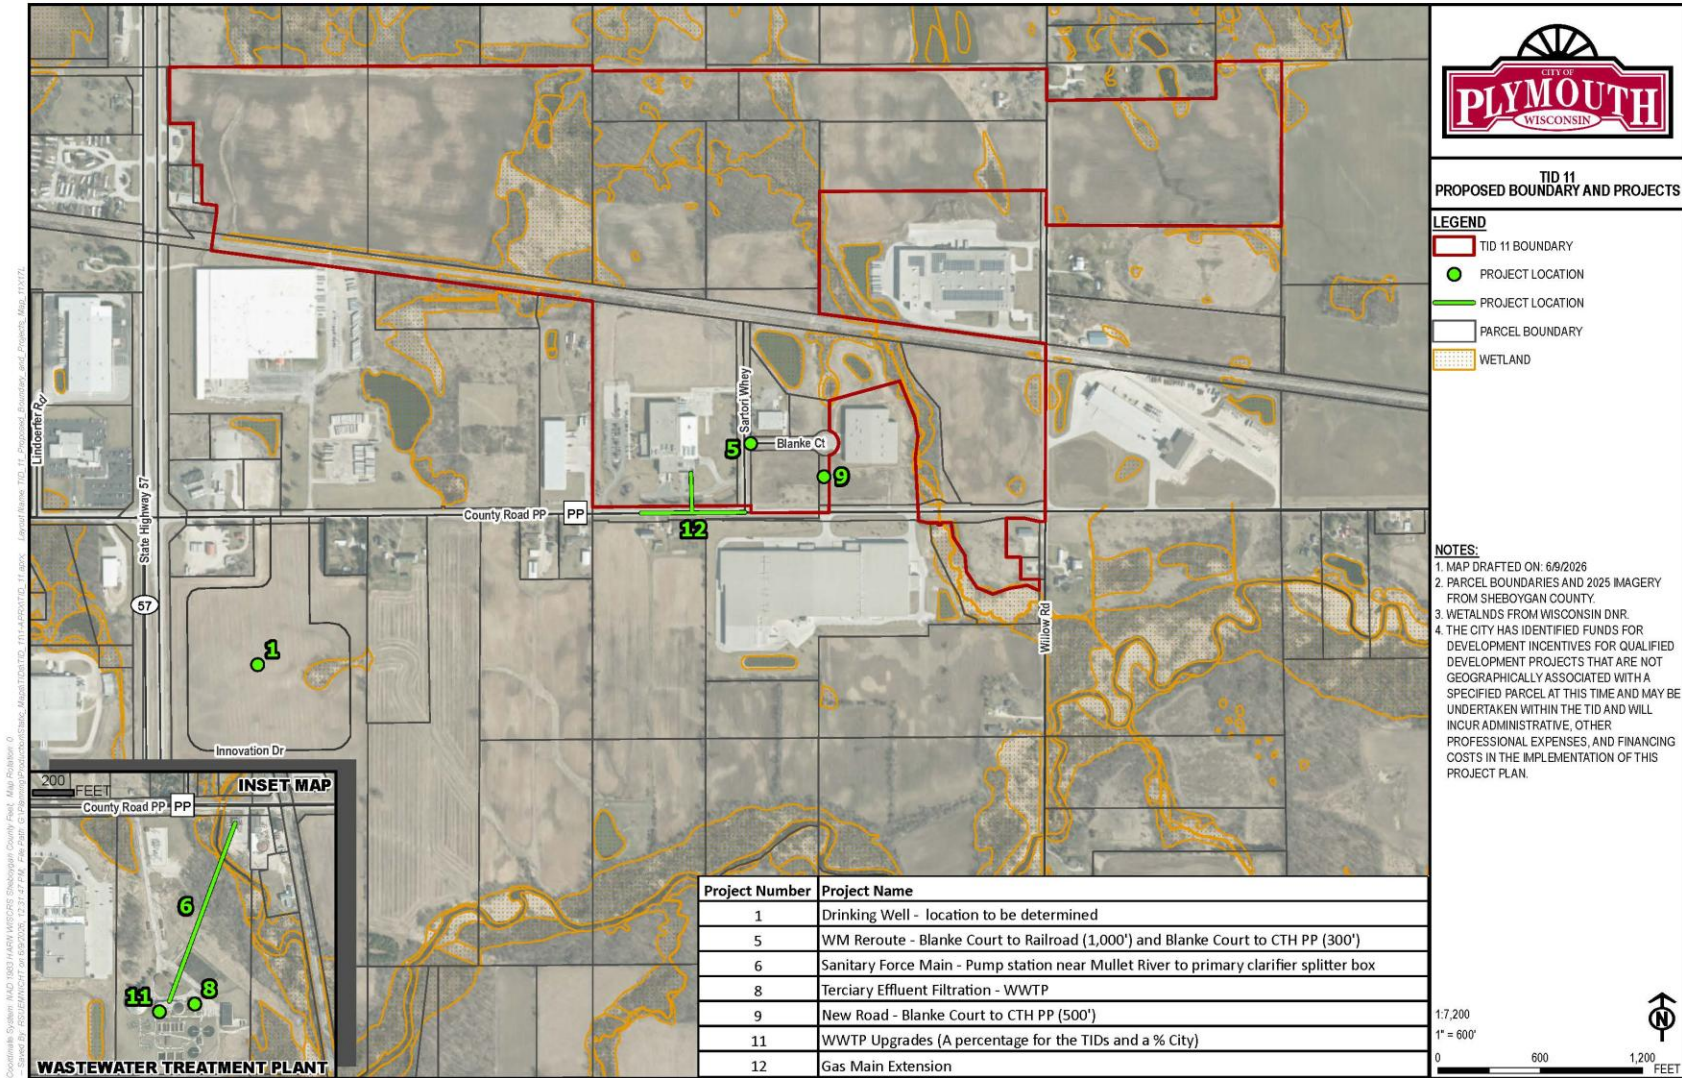 CITY OF
PLYMOUTH
WISCONSIN
TID 11
PROPOSED BOUNDARY AND PROJECTS
LEGEND
TID 11 BOUNDARY
PROJECT LOCATION
PROJECT LOCATION
PARCEL BOUNDARY
WETLAND
NOTES:
1. MAP DRAFTED ON: 6/9/2026
2. PARCEL BOUNDARIES AND 2025 IMAGERY
FROM SHEBOYGAN COUNTY.
3. WETALNDS FROM WISCONSIN DNR.
4. THE CITY HAS IDENTIFIED FUNDS FOR
DEVELOPMENT INCENTIVES FOR QUALIFIED
DEVELOPMENT PROJECTS THAT ARE NOT
GEOGRAPHICALLY ASSOCIATED WITH A
SPECIFIED PARCEL AT THIS TIME AND MAY BE
UNDERTAKEN WITHIN THE TID AND WILL
INCUR ADMINISTRATIVE, OTHER
PROFESSIONAL EXPENSES, AND FINANCING
COSTS IN THE IMPLEMENTATION OF THIS
PROJECT PLAN.
1:7,200
1" = 600'
N
0 600 1,200
FEET
Lindoerfer Rd
State Highway 57
57
Sartori Whey
5
Blanke Ct
9
County Road PP
PP
12
1
Willow Rd
Innovation Dr
200
FEET
INSET MAP
County Road PP
PP
6
11
8
WASTEWATER TREATMENT PLANT
Project Number Project Name
1 Drinking Well - location to be determined
5 WM Reroute - Blanke Court to Railroad (1,000') and Blanke Court to CTH PP (300')
6 Sanitary Force Main - Pump station near Mullet River to primary clarifier splitter box
8 Terciary Effluent Filtration - WWTP
9 New Road - Blanke Court to CTH PP (500')
11 WWTP Upgrades (A percentage for the TIDs and a % City)
12 Gas Main Extension